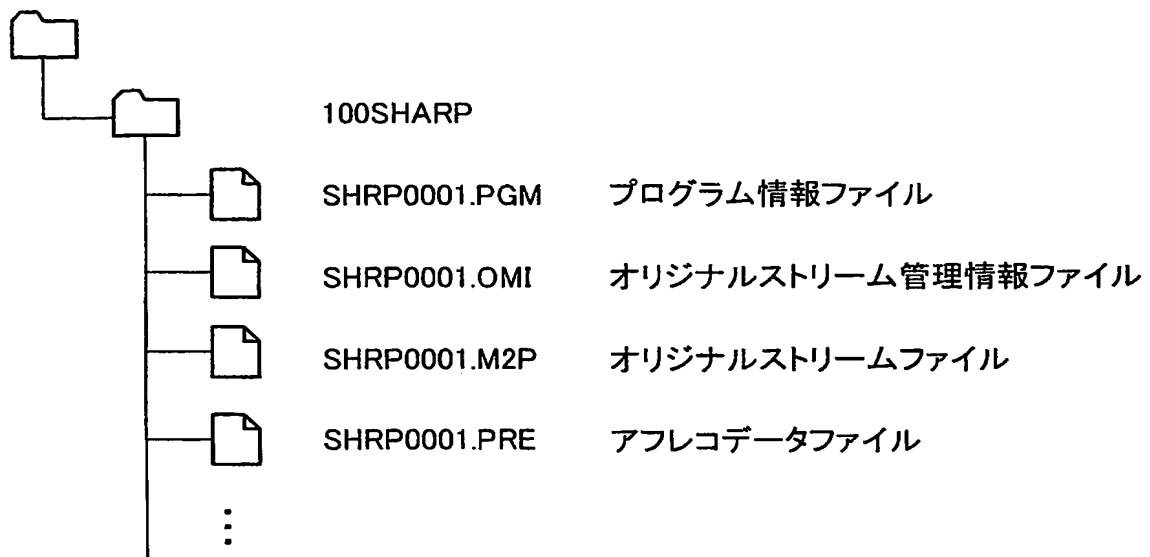 100SHARP
SHRP0001.PGM プログラム情報ファイル
SHRP0001.OMI オリジナルストリーム管理情報ファイル
SHRP0001.M2P オリジナルストリームファイル
SHRP0001.PRE アフレコデータファイル